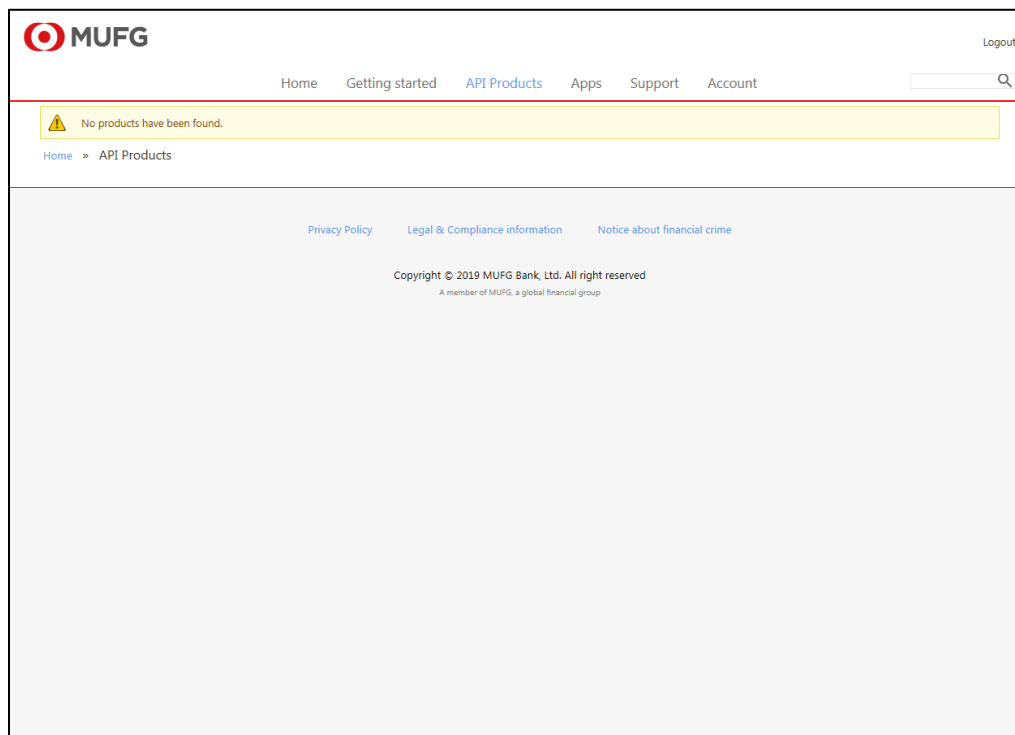 MUFG
Logout
Home Getting started API Products Apps Support Account
No products have been found.
Home » API Products
Privacy Policy Legal & Compliance information Notice about financial crime
Copyright © 2019 MUFG Bank, Ltd. All right reserved
A member of MUFG, a global financial group